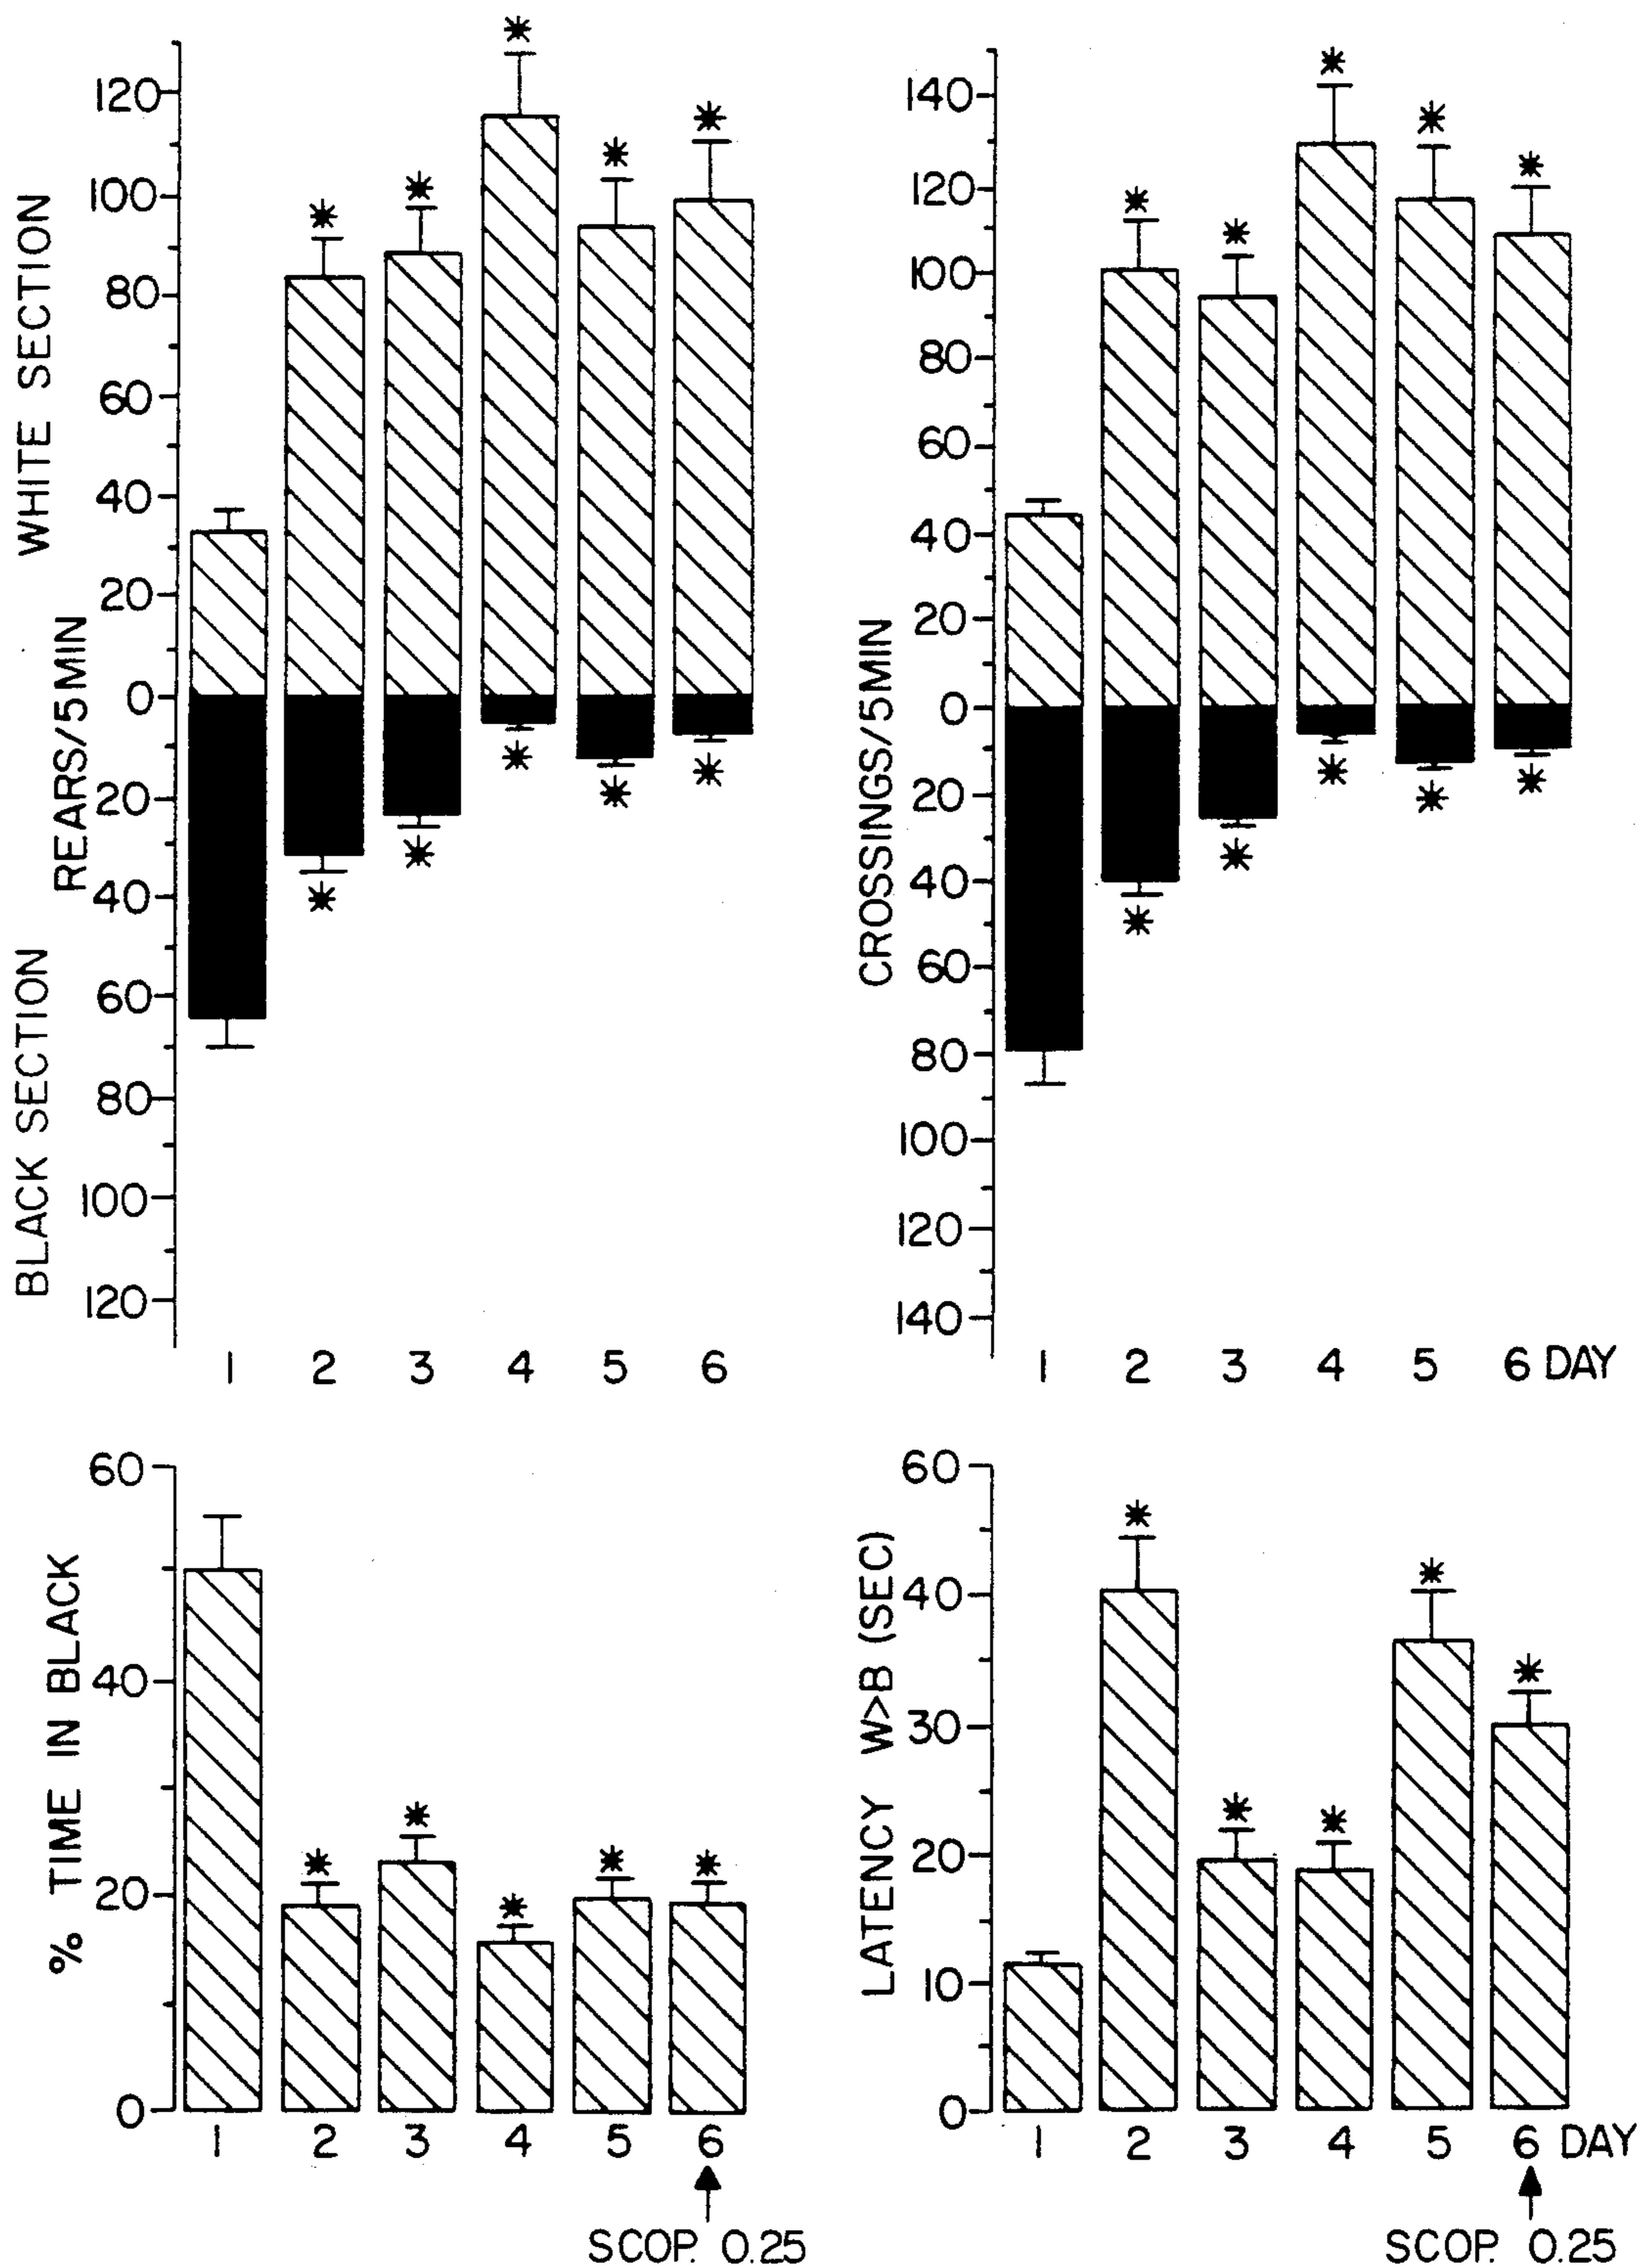 WHITE SECTION
BLACK SECTION
REARS/5MIN
120
100
80
60
40
20
0
20
40
60
80
100
120
* * * * *
* * * * *
1 2 3 4 5 6
CROSSINGS/5MIN
140
120
100
80
60
40
20
0
20
40
60
80
100
120
140
* * * * *
* * * * *
1 2 3 4 5 6 DAY
% TIME IN BLACK
60
40
20
0
* * * * *
1 2 3 4 5 6
SCOP. 0.25
LATENCY W>B (SEC)
60
40
30
20
10
0
* * * * *
1 2 3 4 5 6 DAY
SCOP. 0.25